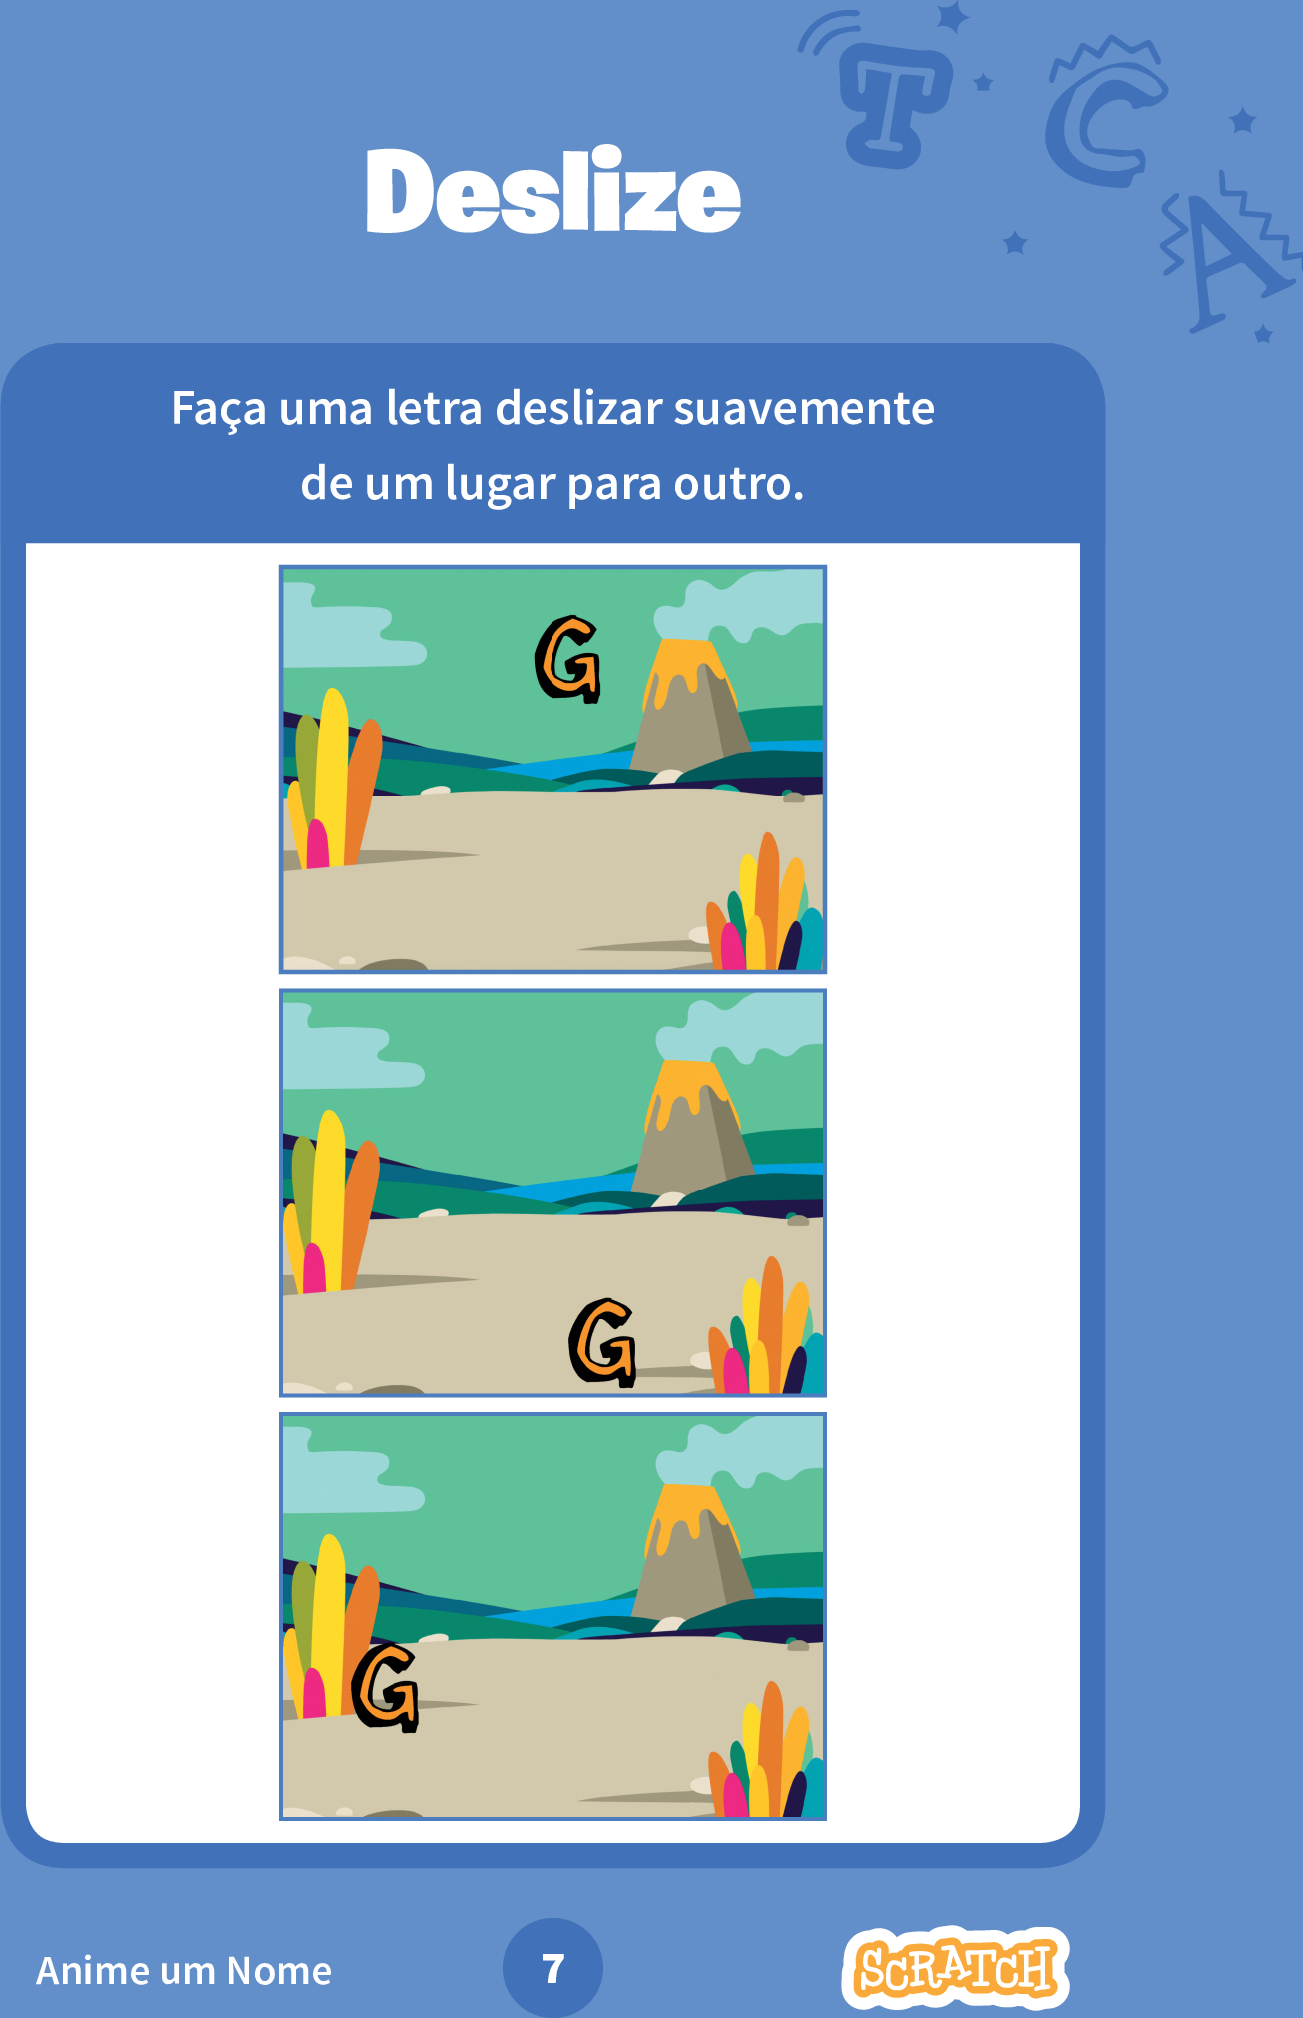 T C
A
Deslize
Faça uma letra deslizar suavemente
de um lugar para outro.
G
G
G
Anime um Nome
7
SCRATCH